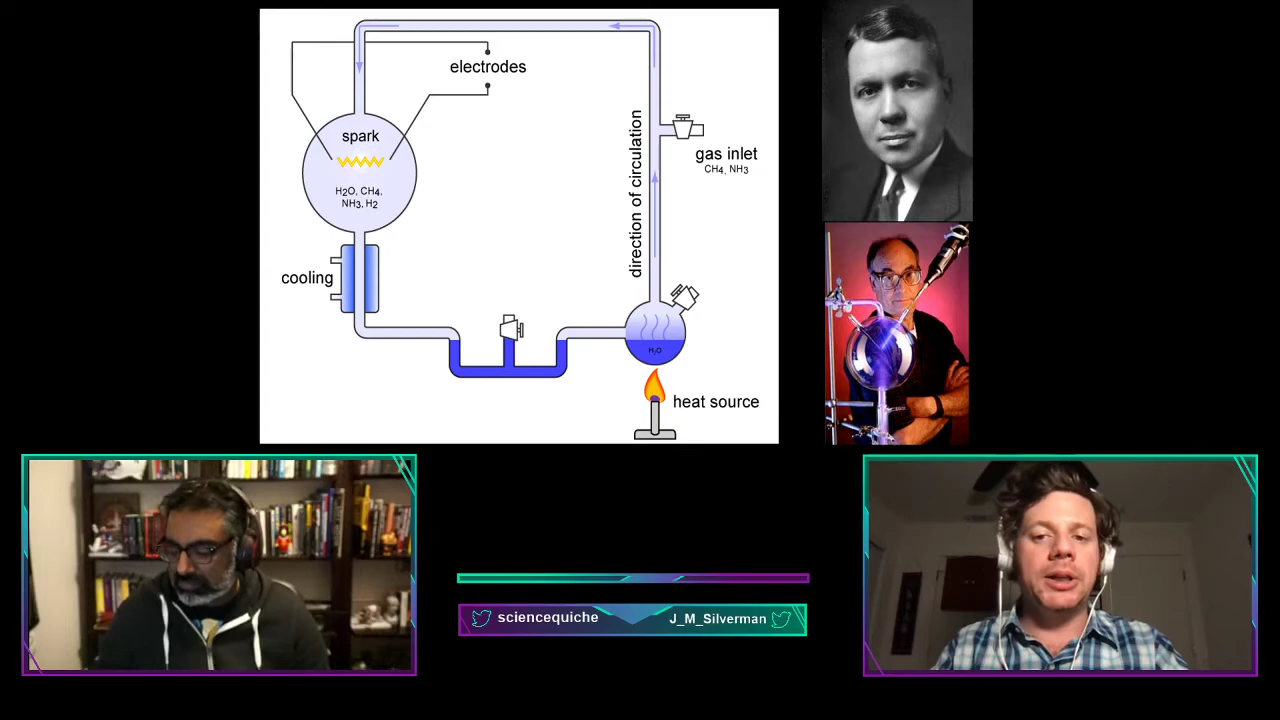 electrodes
spark
H2O, CH4,
NH3, H2
direction of circulation
gas inlet
CH4, NH3
cooling
H2O
heat source
sciencequiche
J_M_Silverman